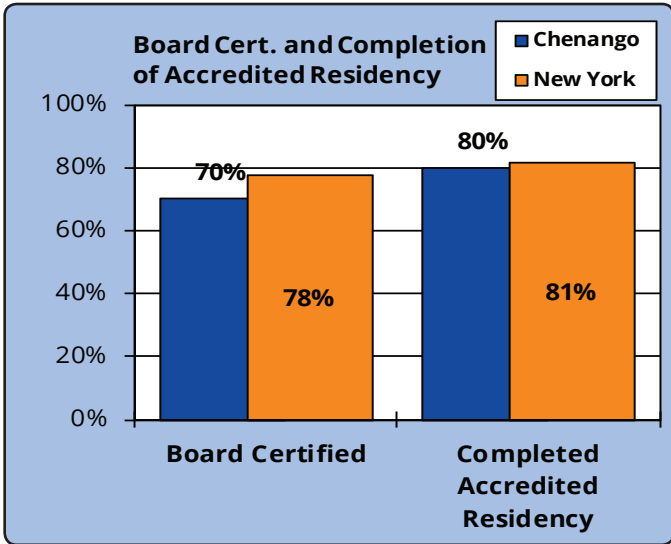 Board Cert. and Completion
of Accredited Residency
Chenango
New York
100%
80%
60%
40%
20%
0%
70%
78%
80%
81%
Board Certified
Completed
Accredited
Residency